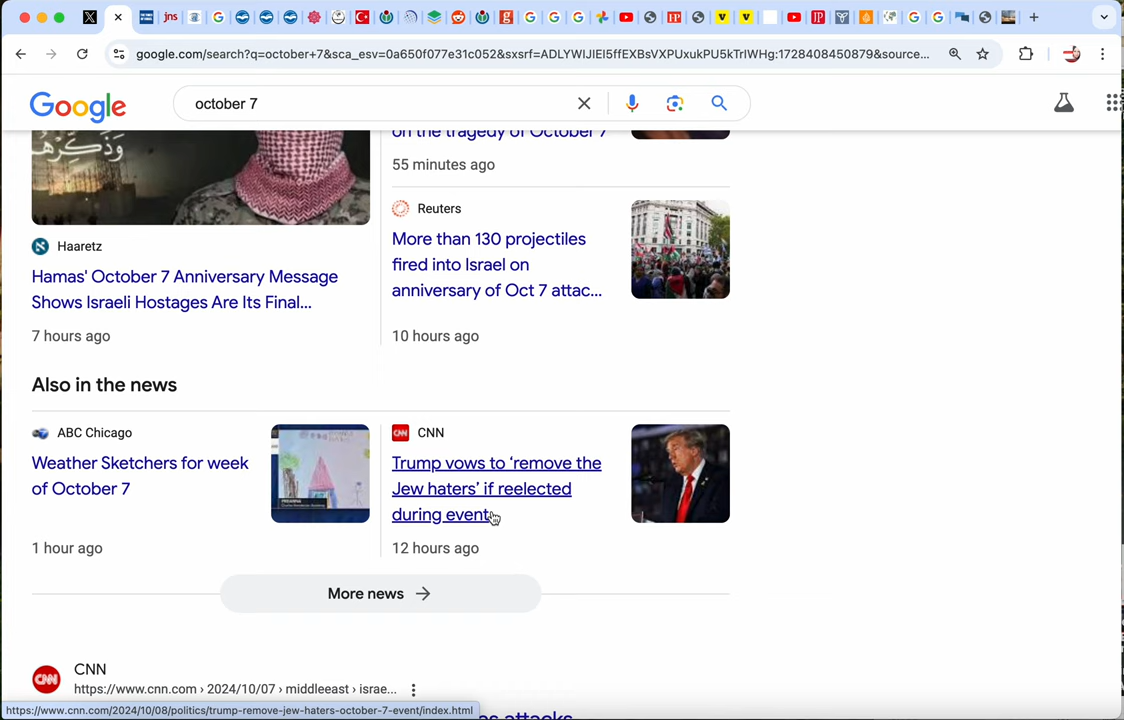 google.com/search?q=october+7&sca_esv=0a650f077e31c052&sxsrf=ADLYWIJIEI5ffEXBsVXPUxukPU5kTrlWHg:1728408450879&source...
Google
october 7
وَذَكِّرْهُمْ
on the tragedy of October 7
55 minutes ago
Haaretz
Hamas' October 7 Anniversary Message
Shows Israeli Hostages Are Its Final...
7 hours ago
Reuters
More than 130 projectiles
fired into Israel on
anniversary of Oct 7 attac...
10 hours ago
Also in the news
ABC Chicago
Weather Sketchers for week
of October 7
1 hour ago
CNN
Trump vows to ‘remove the
Jew haters’ if reelected
during event
12 hours ago
More news
CNN
CNN
https://www.cnn.com › 2024/10/07 › middleeast › israe...
https://www.cnn.com/2024/10/08/politics/trump-remove-jew-haters-october-7-event/index.html